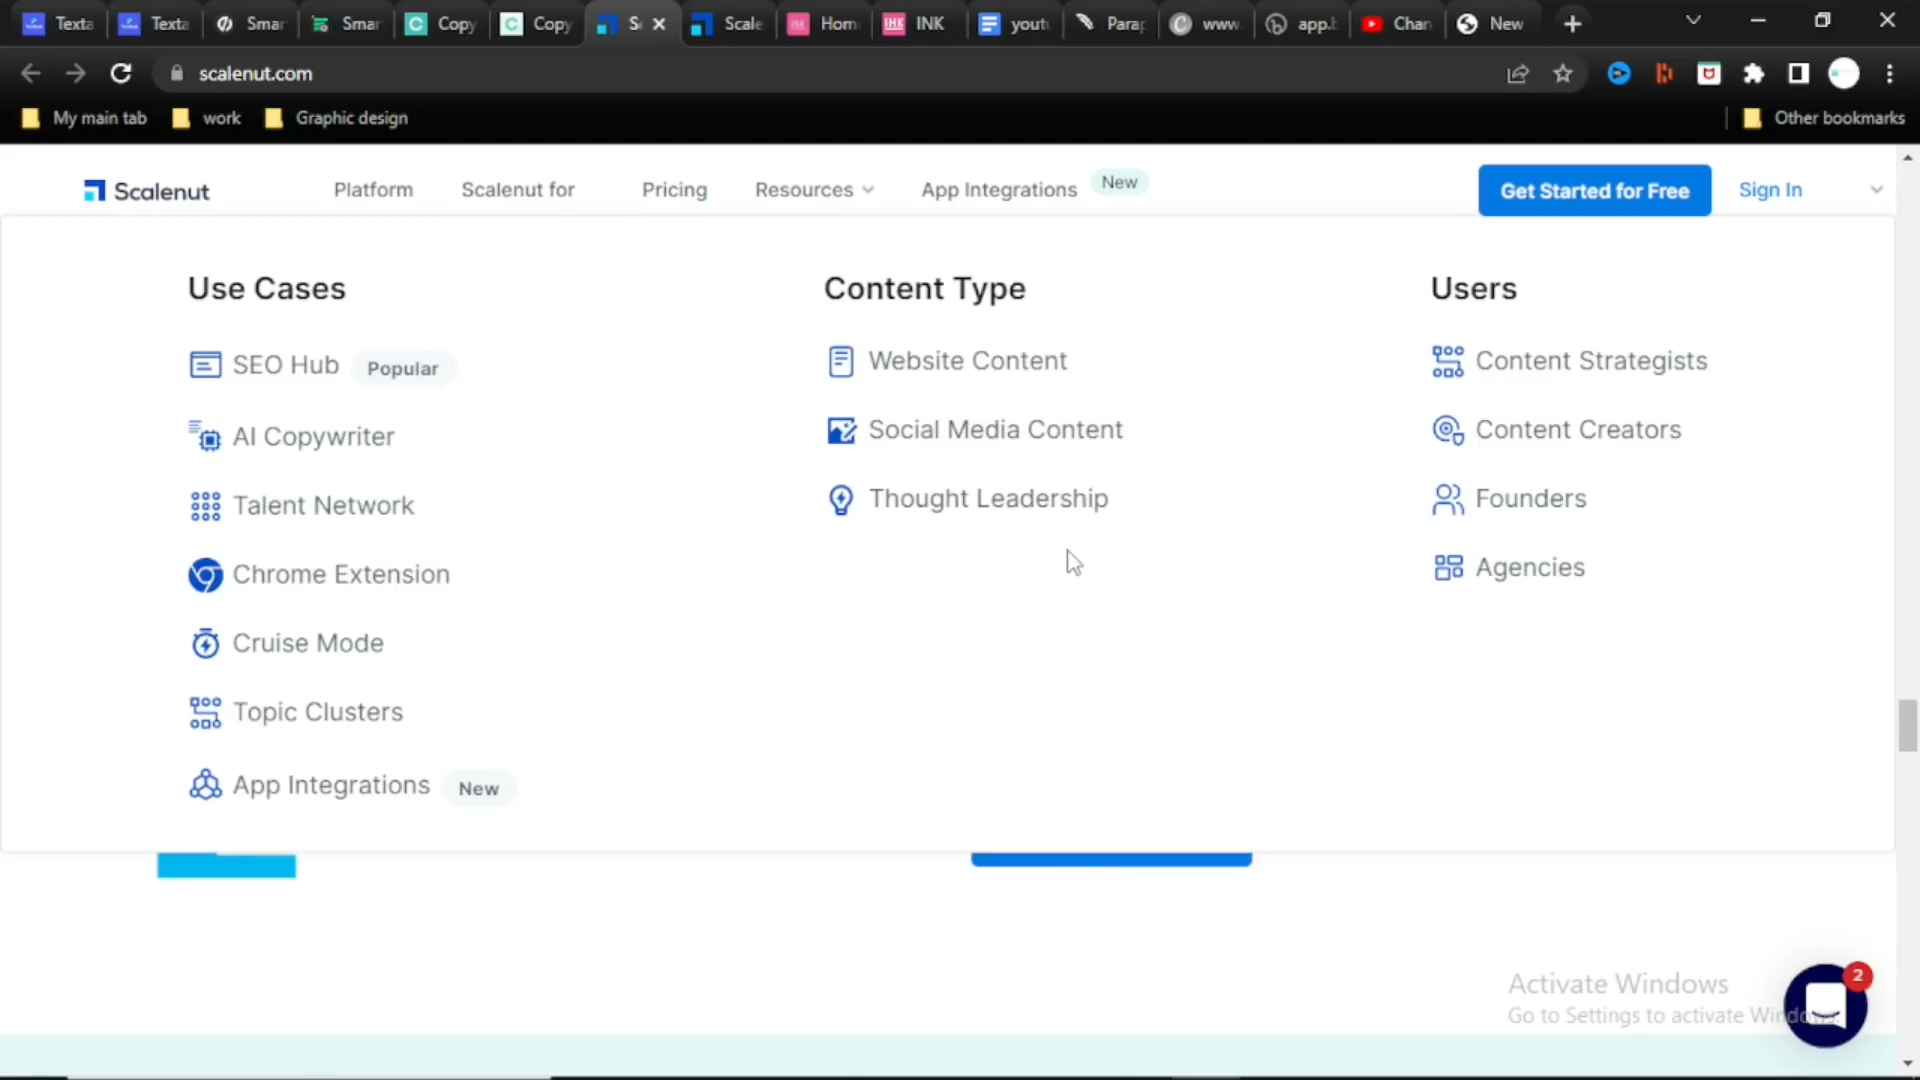 Texta Texta Smar Smar Copy Copy S Scale Hom INK yout Parap www. app.b Chan New
scalenut.com
My main tab work Graphic design Other bookmarks
Scalenut Platform Scalenut for Pricing Resources App Integrations New Get Started for Free Sign In
Use Cases Content Type Users
SEO Hub Popular Website Content Content Strategists
AI Copywriter Social Media Content Content Creators
Talent Network Thought Leadership Founders
Chrome Extension Agencies
Cruise Mode
Topic Clusters
App Integrations New
Activate Windows
2
Go to Settings to activate Windows.